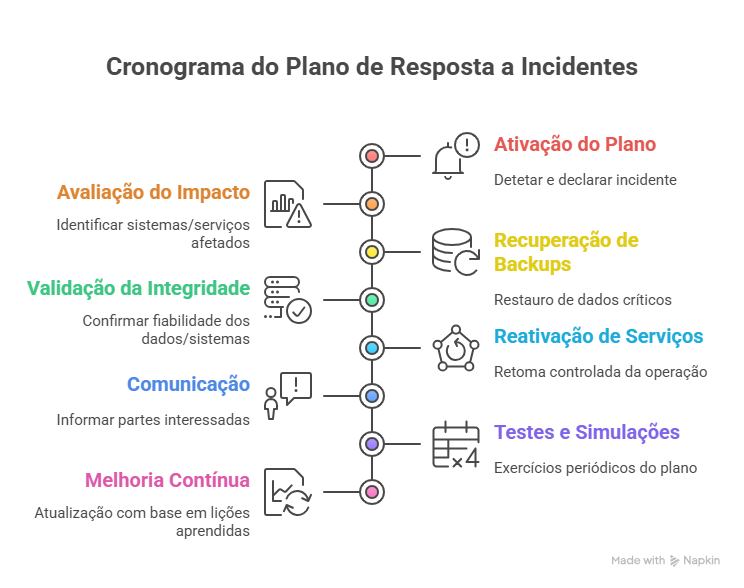 Cronograma do Plano de Resposta a Incidentes
Ativação do Plano
Detetar e declarar incidente
Avaliação do Impacto
Identificar sistemas/serviços
afetados
Recuperação de
Backups
Restauro de dados críticos
Validação da Integridade
Confirmar fiabilidade dos
dados/sistemas
Reativação de Serviços
Retoma controlada da operação
Comunicação
Informar partes interessadas
Testes e Simulações
×4
Exercícios periódicos do plano
Melhoria Contínua
Atualização com base em lições
aprendidas
Made with Napkin